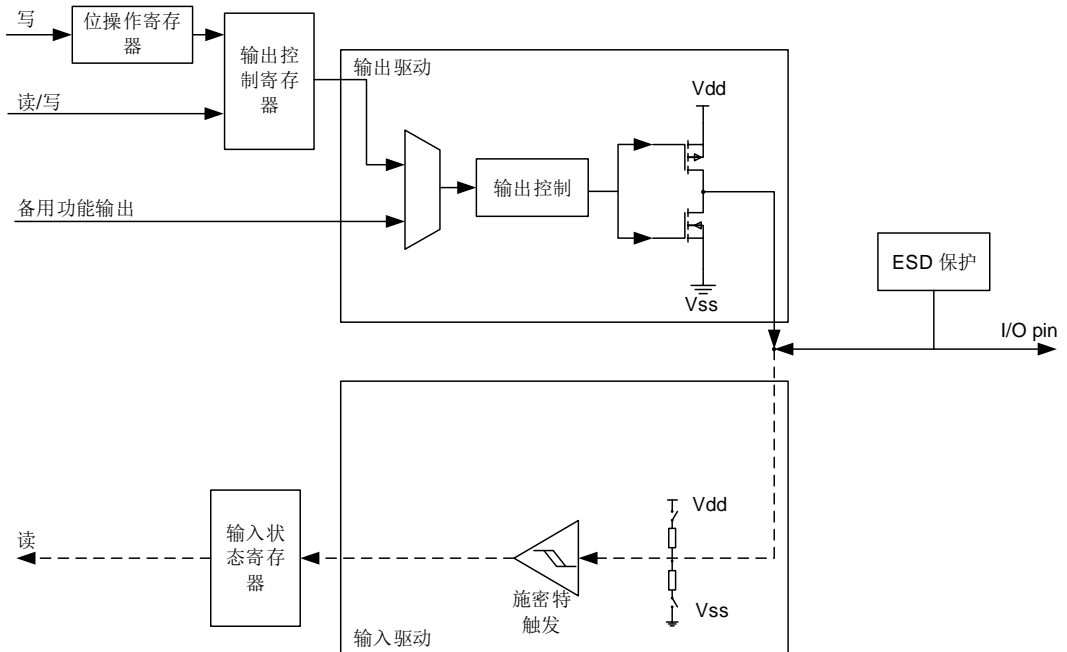 写
位操作寄存
器
输出控
制寄存
器
读/写
备用功能输出
输出驱动
Vdd
输出控制
Vss
ESD 保护
I/O pin
读
输入状
态寄存
器
施密特
触发
Vdd
Vss
输入驱动